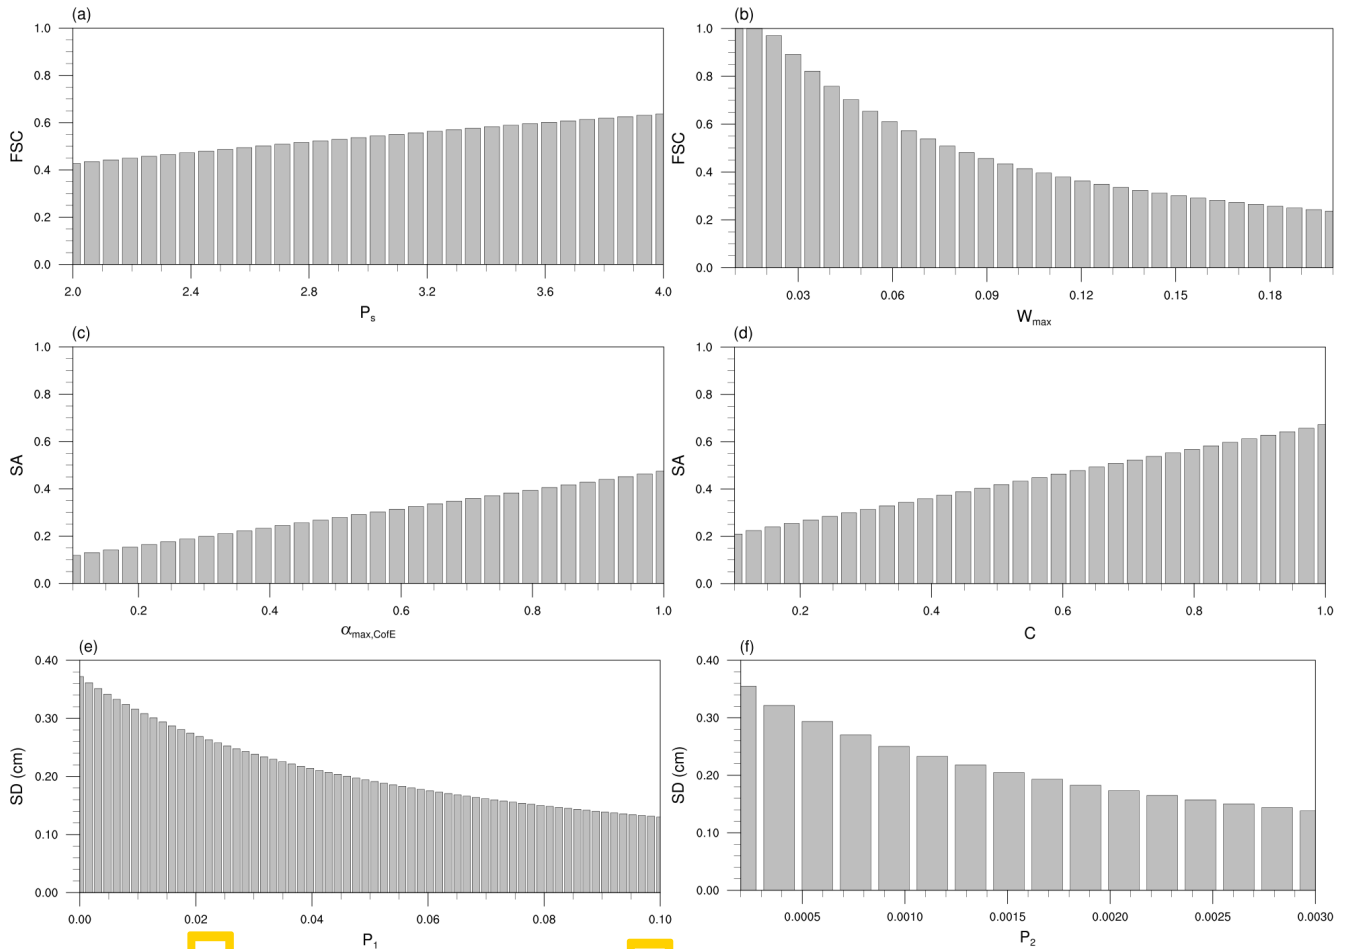 (a)
1.0
0.8
0.6
0.4
0.2
0.0
FSC
2.0 2.4 2.8 3.2 3.6 4.0
Ps
(b)
1.0
0.8
0.6
0.4
0.2
0.0
FSC
0.03 0.06 0.09 0.12 0.15 0.18
Wmax
(c)
1.0
0.8
0.6
0.4
0.2
0.0
SA
0.2 0.4 0.6 0.8 1.0
αmax,CofE
(d)
1.0
0.8
0.6
0.4
0.2
0.0
SA
0.2 0.4 0.6 0.8 1.0
C
(e)
0.40
0.30
0.20
0.10
0.00
SD (cm)
0.00 0.02 0.04 0.06 0.08 0.10
P1
(f)
0.40
0.30
0.20
0.10
0.00
SD (cm)
0.0005 0.0010 0.0015 0.0020 0.0025 0.0030
P2